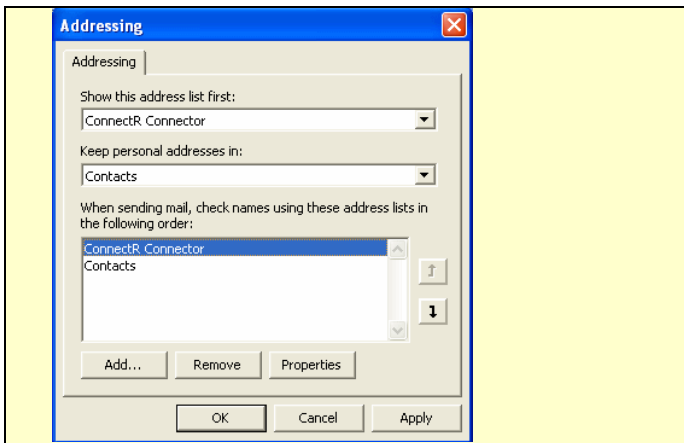 Addressing
Addressing
Show this address list first:
ConnectR Connector
Keep personal addresses in:
Contacts
When sending mail, check names using these address lists in
the following order:
ConnectR Connector
Contacts
Add... Remove Properties
OK Cancel Apply